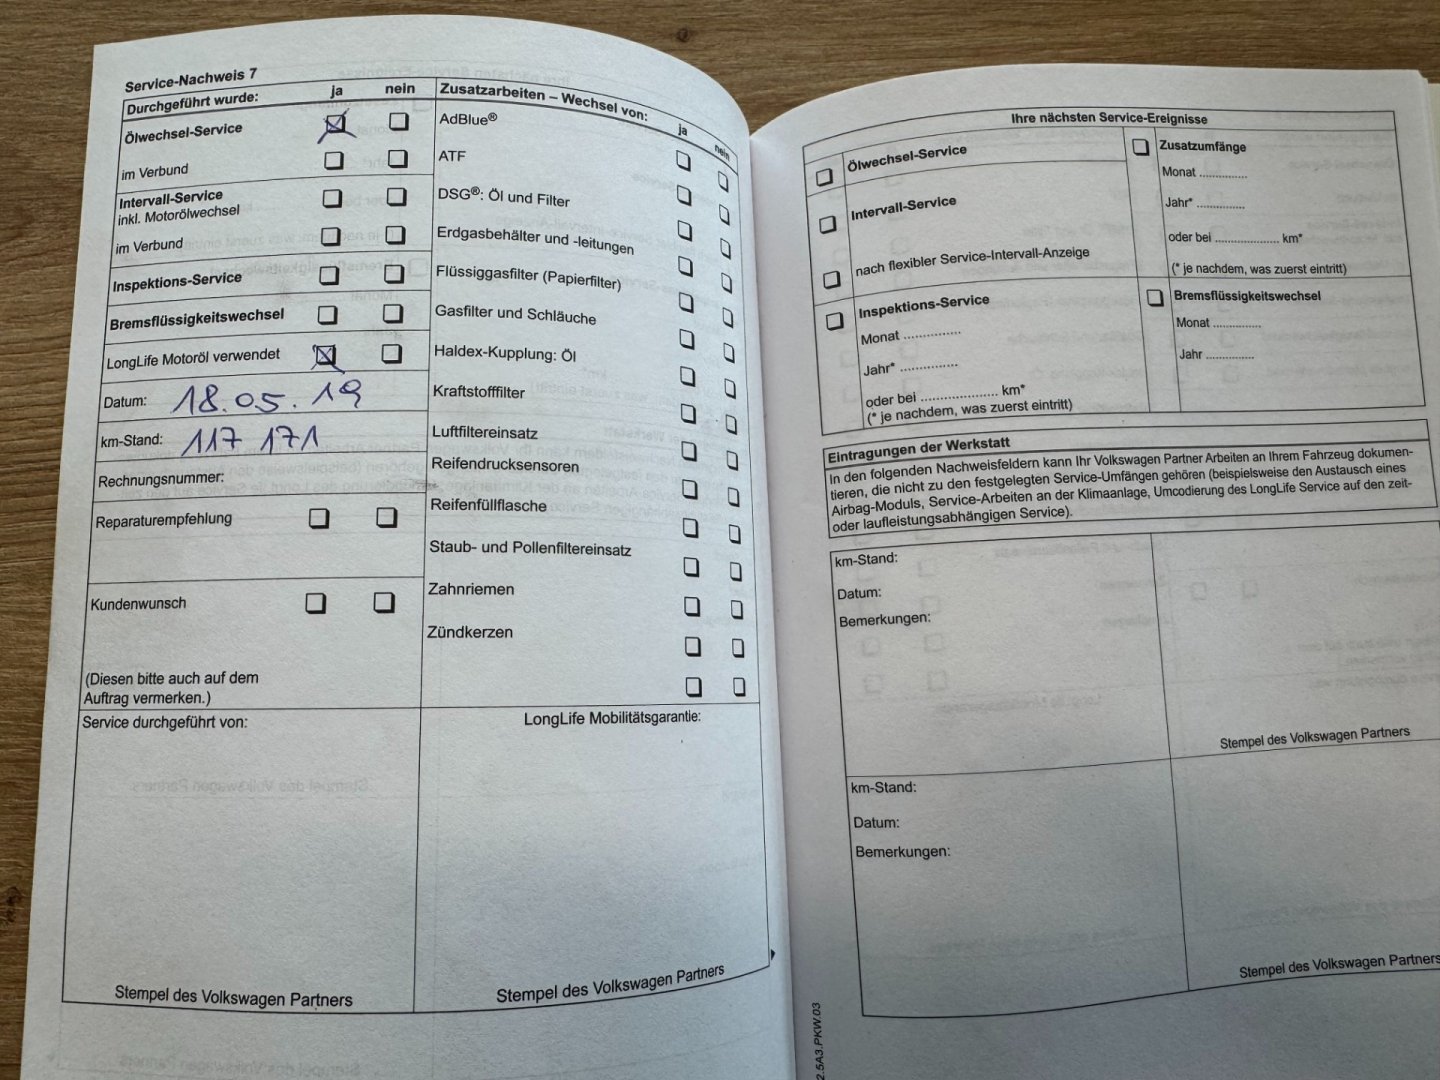 Service-Nachweis 7
Durchgeführt wurde: ja nein
Ölwechsel-Service
im Verbund
Intervall-Service
inkl. Motorölwechsel
im Verbund
Inspektions-Service
Bremsflüssigkeitswechsel
LongLife Motoröl verwendet
Datum: 18.05.19
km-Stand: 117 171
Rechnungsnummer:
Reparaturempfehlung
Kundenwunsch
(Diesen bitte auch auf dem
Auftrag vermerken.)
Service durchgeführt von:
Stempel des Volkswagen Partners
Zusatzarbeiten – Wechsel von: ja nein
AdBlue®
ATF
DSG®: Öl und Filter
Erdgasbehälter und -leitungen
Flüssiggasfilter (Papierfilter)
Gasfilter und Schläuche
Haldex-Kupplung: Öl
Kraftstofffilter
Luftfiltereinsatz
Reifendrucksensoren
Reifenfüllflasche
Staub- und Pollenfiltereinsatz
Zahnriemen
Zündkerzen
LongLife Mobilitätsgarantie:
Stempel des Volkswagen Partners
Ihre nächsten Service-Ereignisse
Ölwechsel-Service
Intervall-Service
nach flexibler Service-Intervall-Anzeige
Inspektions-Service
Monat ...............
Jahr* ...............
oder bei .................... km*
(* je nachdem, was zuerst eintritt)
Zusatzumfänge
Monat ...............
Jahr* ...............
oder bei .................... km*
(* je nachdem, was zuerst eintritt)
Bremsflüssigkeitswechsel
Monat ...............
Jahr ...............
Eintragungen der Werkstatt
In den folgenden Nachweisfeldern kann Ihr Volkswagen Partner Arbeiten an Ihrem Fahrzeug dokumen-
tieren, die nicht zu den festgelegten Service-Umfängen gehören (beispielsweise den Austausch eines
Airbag-Moduls, Service-Arbeiten an der Klimaanlage, Umcodierung des LongLife Service auf den zeit-
oder laufleistungsabhängigen Service).
km-Stand:
Datum:
Bemerkungen:
Stempel des Volkswagen Partners
km-Stand:
Datum:
Bemerkungen:
Stempel des Volkswagen Partners
2.5A3.PKW.03